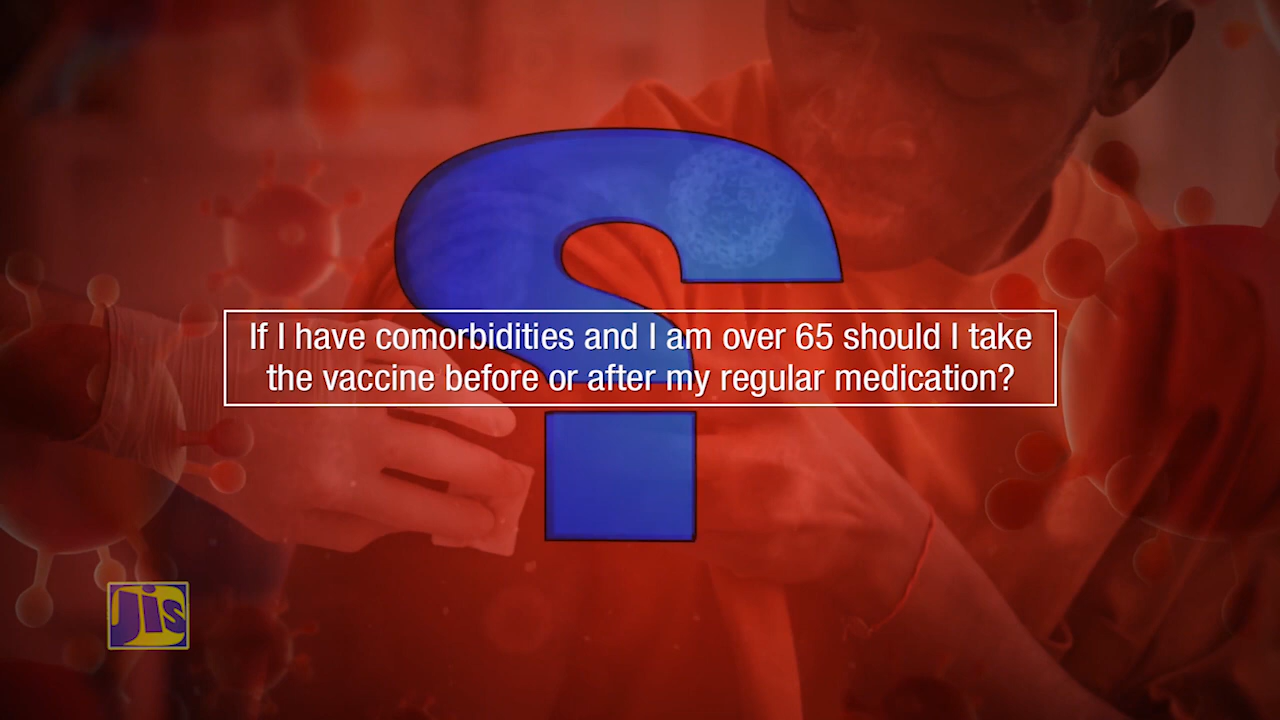 If I have comorbidities and I am over 65 should I take
the vaccine before or after my regular medication?
?
jis